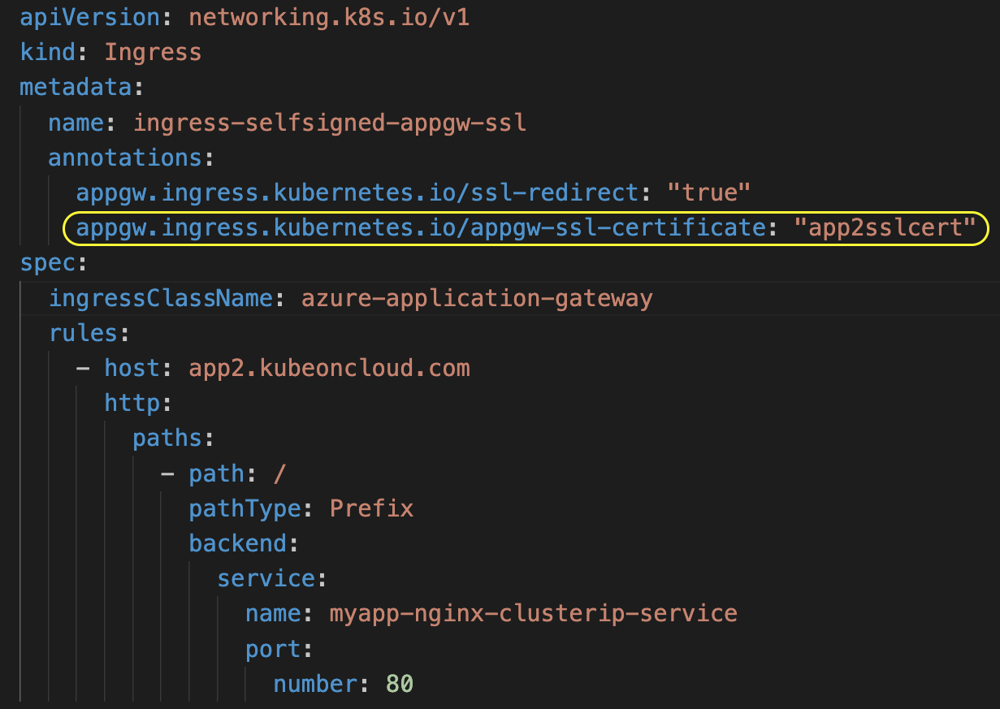 apiVersion: networking.k8s.io/v1
kind: Ingress
metadata:
  name: ingress-selfsigned-appgw-ssl
  annotations:
    appgw.ingress.kubernetes.io/ssl-redirect: "true"
    appgw.ingress.kubernetes.io/appgw-ssl-certificate: "app2sslcert"
spec:
  ingressClassName: azure-application-gateway
  rules:
    - host: app2.kubeoncloud.com
      http:
        paths:
          - path: /
            pathType: Prefix
            backend:
              service:
                name: myapp-nginx-clusterip-service
                port:
                  number: 80